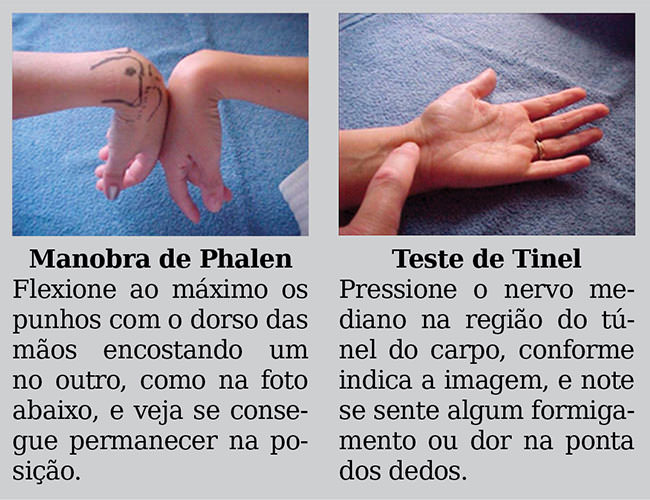 Manobra de Phalen
Flexione ao máximo os
punhos com o dorso das
mãos encostando um
no outro, como na foto
abaixo, e veja se conse-
gue permanecer na po-
sição.
Teste de Tinel
Pressione o nervo me-
diano na região do tú-
nel do carpo, conforme
indica a imagem, e note
se sente algum formiga-
mento ou dor na ponta
dos dedos.